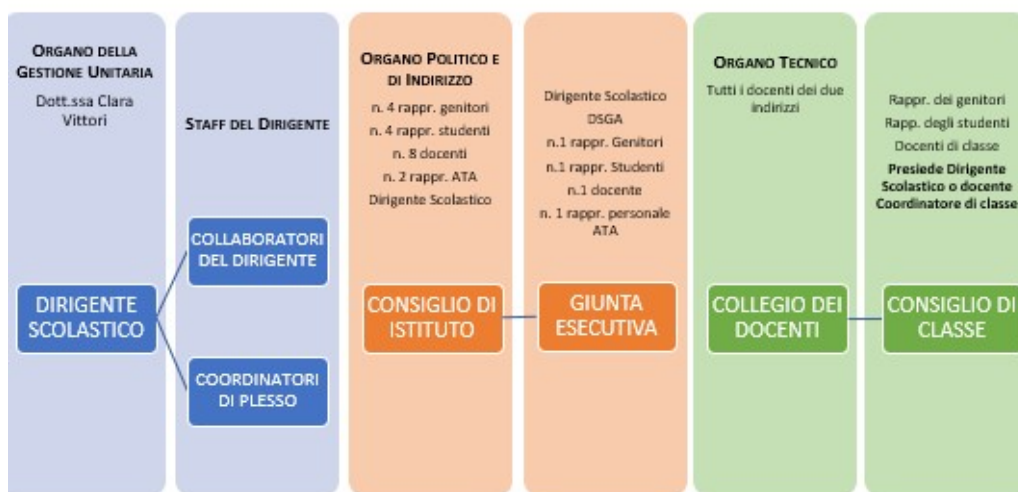 ORGANO DELLA
GESTIONE UNITARIA
Dott.ssa Clara
Vittori
DIRIGENTE
SCOLASTICO
STAFF DEL DIRIGENTE
COLLABORATORI
DEL DIRIGENTE
COORDINATORI
DI PLESSO
ORGANO POLITICO E
DI INDIRIZZO
n. 4 rappr. genitori
n. 4 rappr. studenti
n. 8 docenti
n. 2 rappr. ATA
Dirigente Scolastico
CONSIGLIO DI
ISTITUTO
Dirigente Scolastico
DSGA
n.1 rappr. Genitori
n.1 rappr. Studenti
n.1 docente
n. 1 rappr. personale
ATA
GIUNTA
ESECUTIVA
ORGANO TECNICO
Tutti i docenti dei due
indirizzi
COLLEGIO DEI
DOCENTI
Rappr. dei genitori
Rapp. degli studenti
Docenti di classe
Presiede Dirigente
Scolastico o docente
Coordinatore di classe
CONSIGLIO DI
CLASSE